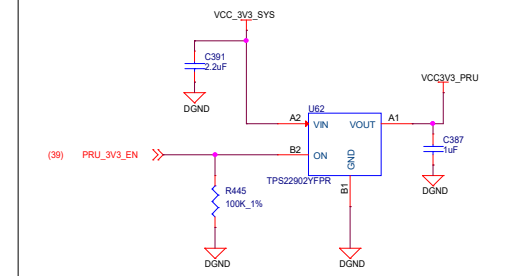 VCC_3V3_SYS
C391
2.2uF
DGND
U62
VCC3V3_PRU
A2
VIN
VOUT
A1
C387
1uF
(39)
PRU_3V3_EN
B2
ON
GND
DGND
TPS22902YFPR
B1
R445
100K_1%
DGND
DGND